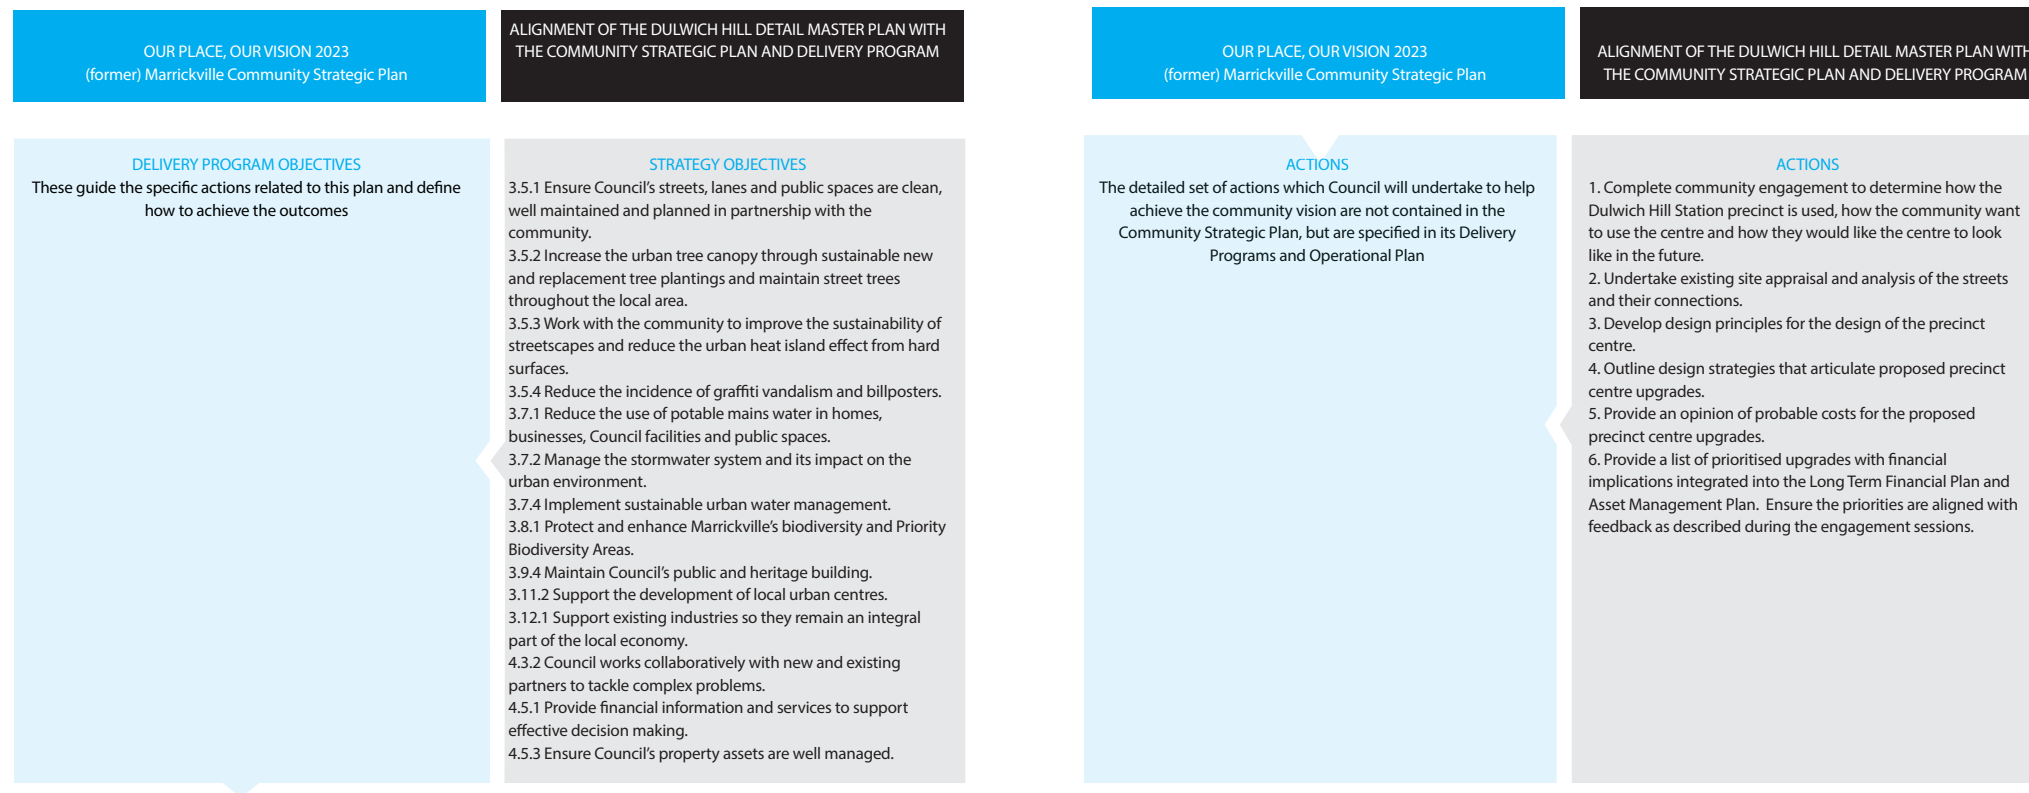 OUR PLACE, OUR VISION 2023
(former) Marrickville Community Strategic Plan
ALIGNMENT OF THE DULWICH HILL DETAIL MASTER PLAN WITH
THE COMMUNITY STRATEGIC PLAN AND DELIVERY PROGRAM
DELIVERY PROGRAM OBJECTIVES
These guide the specific actions related to this plan and define
how to achieve the outcomes
STRATEGY OBJECTIVES
3.5.1 Ensure Council's streets, lanes and public spaces are clean,
well maintained and planned in partnership with the
community.
3.5.2 Increase the urban tree canopy through sustainable new
and replacement tree plantings and maintain street trees
throughout the local area.
3.5.3 Work with the community to improve the sustainability of
streetscapes and reduce the urban heat island effect from hard
surfaces.
3.5.4 Reduce the incidence of graffiti vandalism and billposters.
3.7.1 Reduce the use of potable mains water in homes,
businesses, Council facilities and public spaces.
3.7.2 Manage the stormwater system and its impact on the
urban environment.
3.7.4 Implement sustainable urban water management.
3.8.1 Protect and enhance Marrickville's biodiversity and Priority
Biodiversity Areas.
3.9.4 Maintain Council's public and heritage building.
3.11.2 Support the development of local urban centres.
3.12.1 Support existing industries so they remain an integral
part of the local economy.
4.3.2 Council works collaboratively with new and existing
partners to tackle complex problems.
4.5.1 Provide financial information and services to support
effective decision making.
4.5.3 Ensure Council's property assets are well managed.
OUR PLACE, OUR VISION 2023
(former) Marrickville Community Strategic Plan
ALIGNMENT OF THE DULWICH HILL DETAIL MASTER PLAN WITH
THE COMMUNITY STRATEGIC PLAN AND DELIVERY PROGRAM
ACTIONS
The detailed set of actions which Council will undertake to help
achieve the community vision are not contained in the
Community Strategic Plan, but are specified in its Delivery
Programs and Operational Plan
ACTIONS
1. Complete community engagement to determine how the
Dulwich Hill Station precinct is used, how the community want
to use the centre and how they would like the centre to look
like in the future.
2. Undertake existing site appraisal and analysis of the streets
and their connections.
3. Develop design principles for the design of the precinct
centre.
4. Outline design strategies that articulate proposed precinct
centre upgrades.
5. Provide an opinion of probable costs for the proposed
precinct centre upgrades.
6. Provide a list of prioritised upgrades with financial
implications integrated into the Long Term Financial Plan and
Asset Management Plan.  Ensure the priorities are aligned with
feedback as described during the engagement sessions.